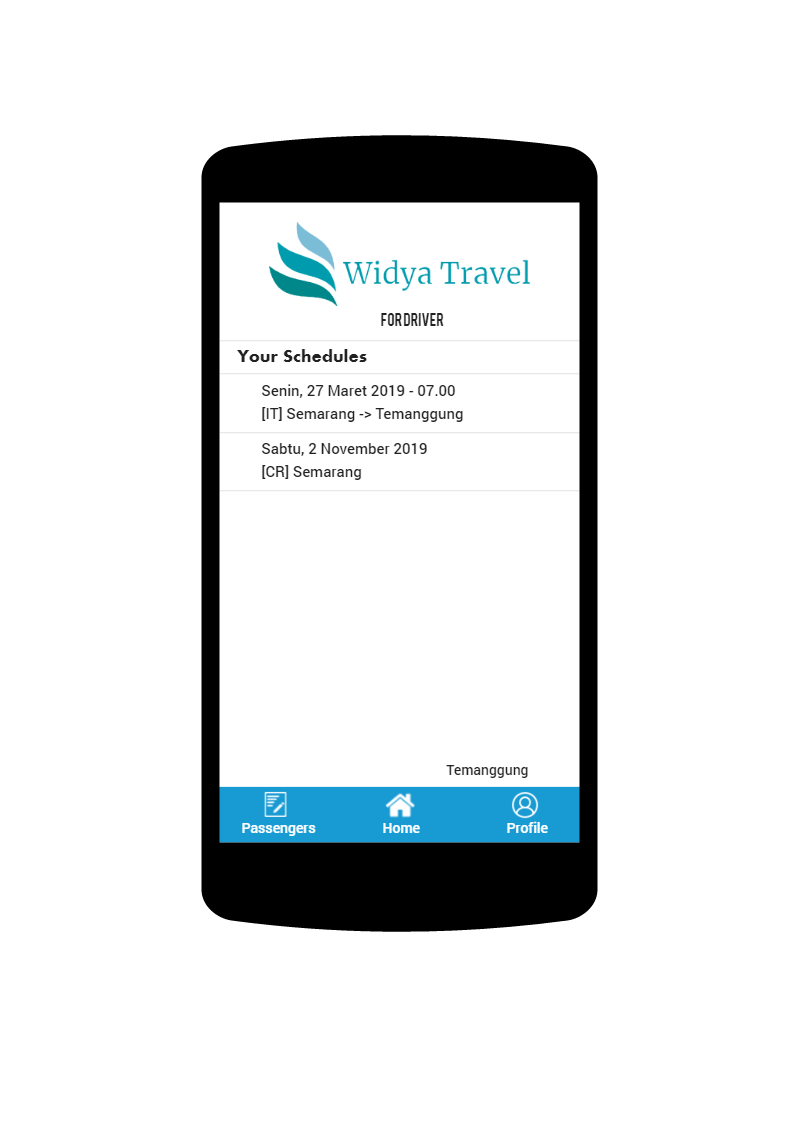 Widya Travel
FOR DRIVER
Your Schedules
Senin, 27 Maret 2019 - 07.00
[IT] Semarang -> Temanggung
Sabtu, 2 November 2019
[CR] Semarang
Temanggung
Passengers Home Profile